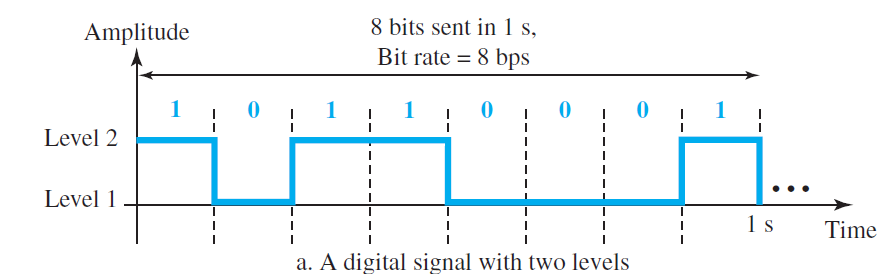 Amplitude
8 bits sent in 1 s,
Bit rate = 8 bps
1 0 1 1 0 0 0 1
Level 2
Level 1
...
1 s
Time
a. A digital signal with two levels